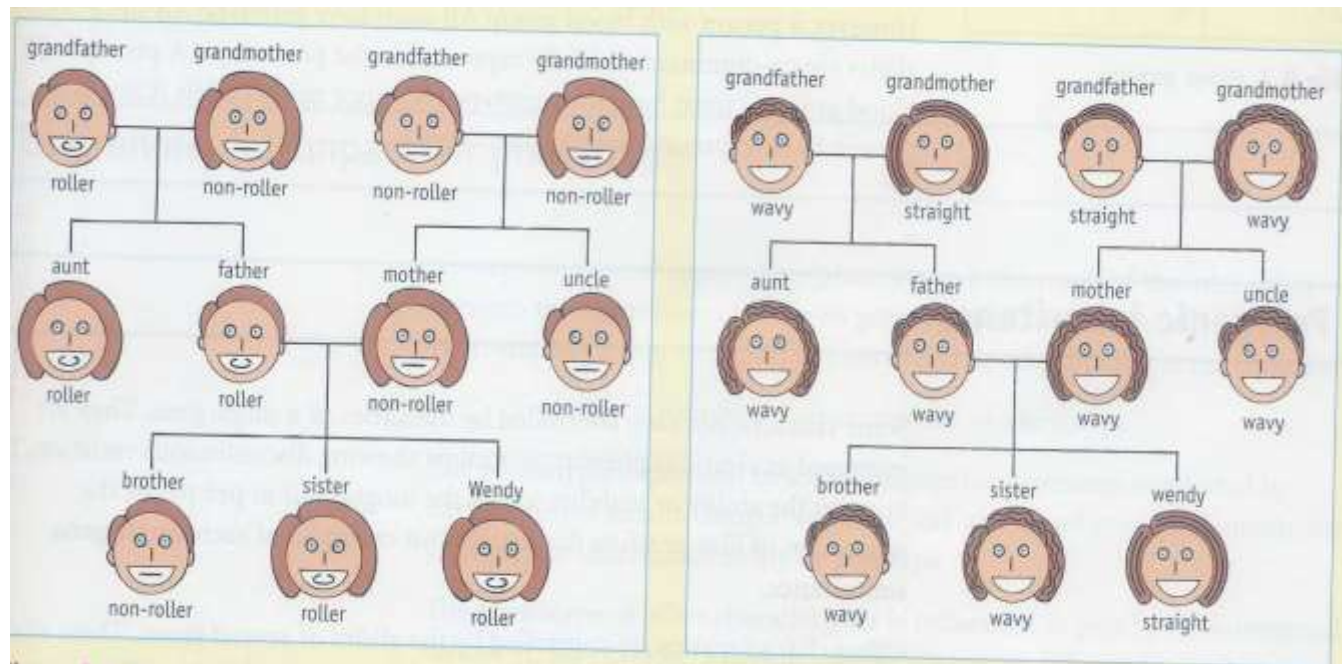 grandfather grandmother grandfather grandmother
roller non-roller non-roller non-roller
aunt father mother uncle
roller roller non-roller non-roller
brother sister Wendy
non-roller roller roller
grandfather grandmother grandfather grandmother
wavy straight straight wavy
aunt father mother uncle
wavy wavy wavy wavy
brother sister wendy
wavy wavy straight